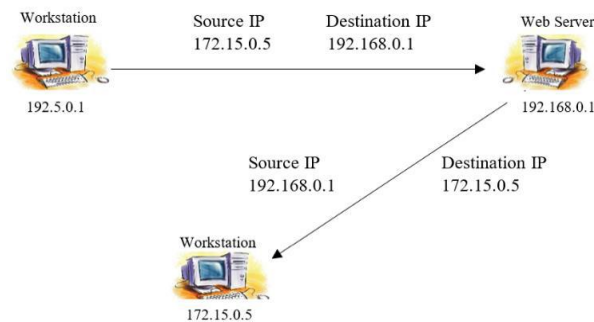 Workstation
Source IP
172.15.0.5
Destination IP
192.168.0.1
Web Server
192.5.0.1
192.168.0.1
Source IP
192.168.0.1
Destination IP
172.15.0.5
Workstation
172.15.0.5